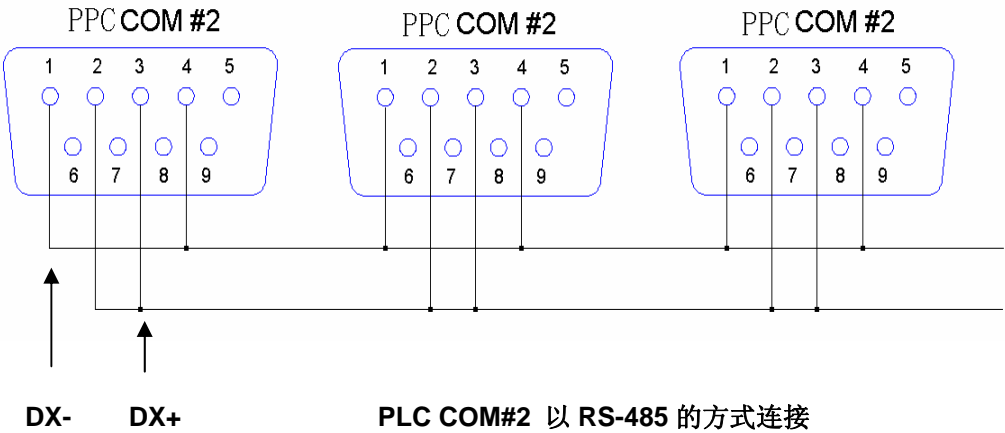 PPC COM #2 PPC COM #2 PPC COM #2
1 2 3 4 5 1 2 3 4 5 1 2 3 4 5
6 7 8 9 6 7 8 9 6 7 8 9
DX- DX+ PLC COM#2 以 RS-485 的方式连接